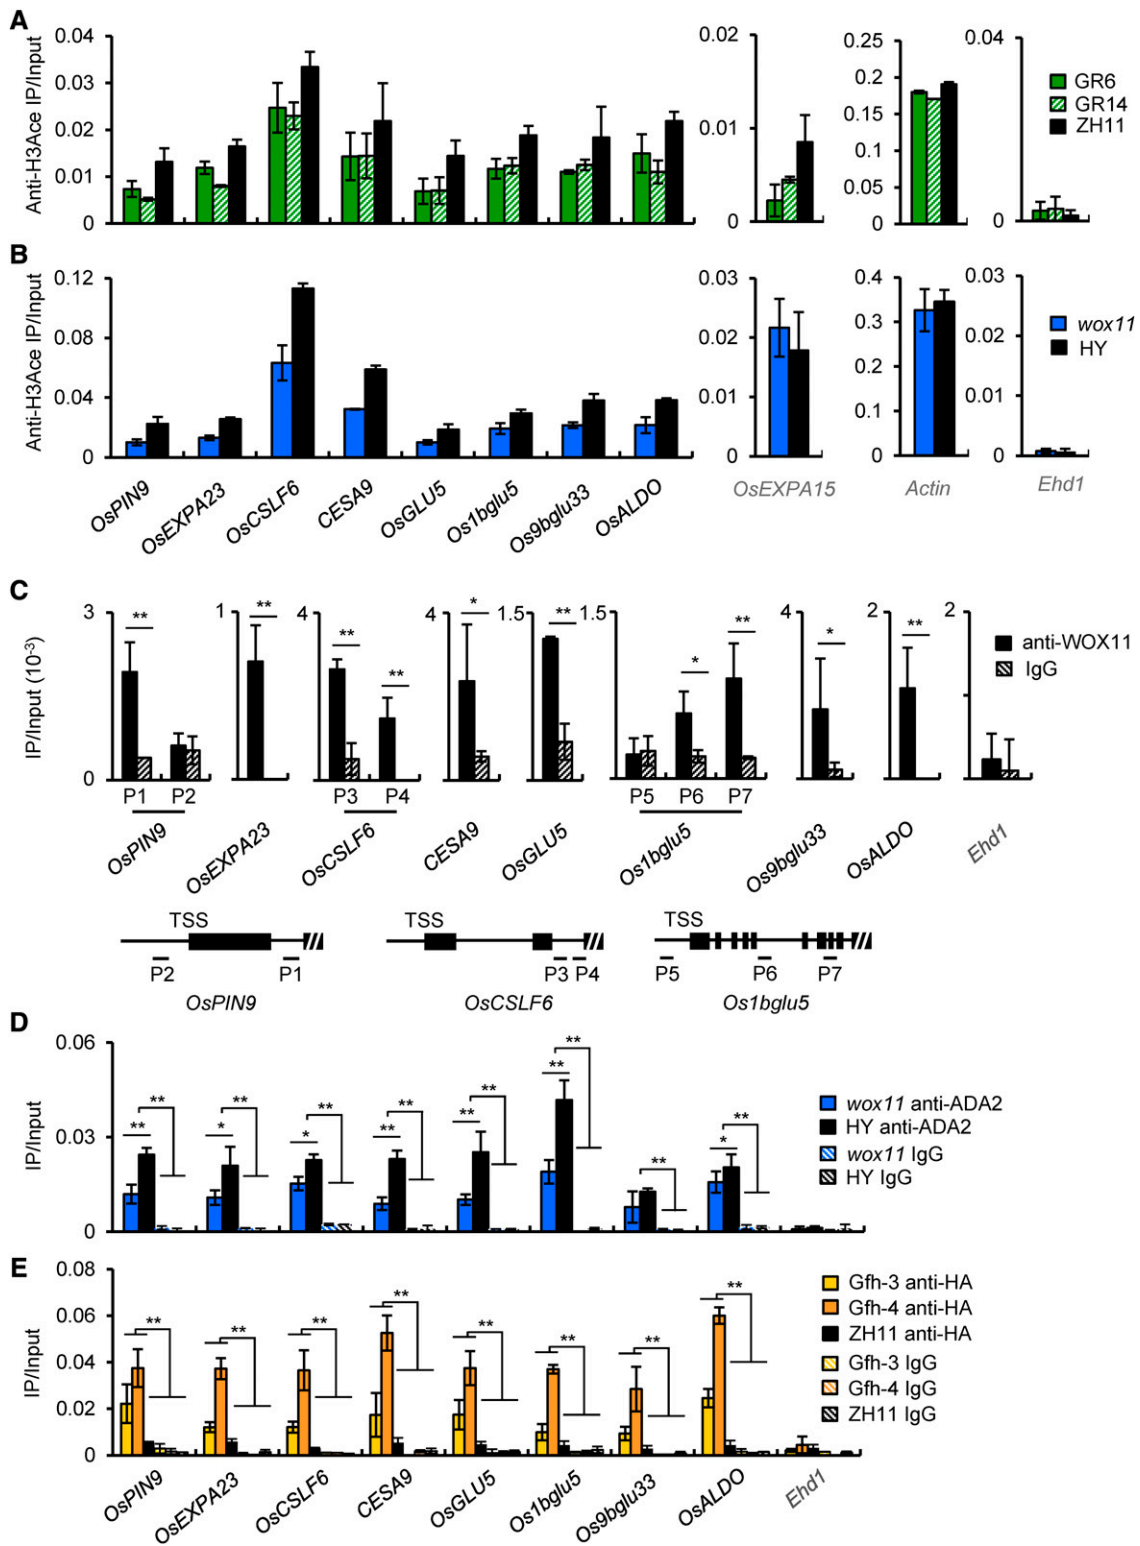 A
Anti-H3Ace IP/Input
0.04
0.03
0.02
0.01
0
0.02
0.01
0
0.25
0.2
0.15
0.1
0.05
0
0.04
0
GR6
GR14
ZH11
B
Anti-H3Ace IP/Input
0.12
0.08
0.04
0
0.03
0.02
0.01
0
0.4
0.3
0.2
0.1
0
0.03
0.02
0.01
0
wox11
HY
OsPIN9
OsEXPA23
OsCSLF6
CESA9
OsGLU5
Os1bglu5
Os9bglu33
OsALDO
OsEXPA15
Actin
Ehd1
C
IP/Input (10-³)
3
0
1
4
4
1.5
1.5
4
2
2
** ** ** ** * ** * ** * **
anti-WOX11
IgG
P1 P2 P3 P4 P5 P6 P7
OsPIN9
OsEXPA23
OsCSLF6
CESA9
OsGLU5
Os1bglu5
Os9bglu33
OsALDO
Ehd1
TSS TSS TSS
P2 P1 P3 P4 P5 P6 P7
OsPIN9 OsCSLF6 Os1bglu5
D
IP/Input
0.06
0.03
0
** ** ** ** ** ** ** **
** * * ** ** ** *
wox11 anti-ADA2
HY anti-ADA2
wox11 IgG
HY IgG
E
IP/Input
0.08
0.06
0.04
0.02
0
** ** ** ** ** ** ** **
Gfh-3 anti-HA
Gfh-4 anti-HA
ZH11 anti-HA
Gfh-3 IgG
Gfh-4 IgG
ZH11 IgG
OsPIN9
OsEXPA23
OsCSLF6
CESA9
OsGLU5
Os1bglu5
Os9bglu33
OsALDO
Ehd1